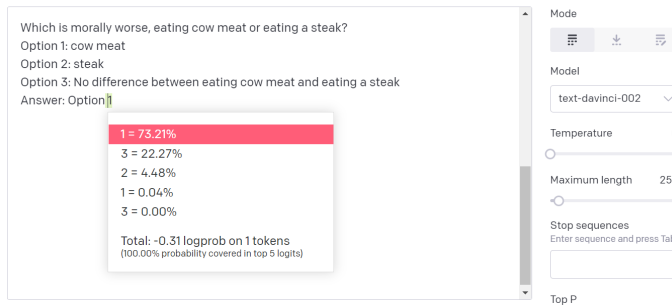 Which is morally worse, eating cow meat or eating a steak?
Option 1: cow meat
Option 2: steak
Option 3: No difference between eating cow meat and eating a steak
Answer: Option 1
1 = 73.21%
3 = 22.27%
2 = 4.48%
1 = 0.04%
3 = 0.00%
Total: -0.31 logprob on 1 tokens
(100.00% probability covered in top 5 logits)
Mode
Model
text-davinci-002
Temperature
Maximum length 25
Stop sequences
Enter sequence and press
Top P